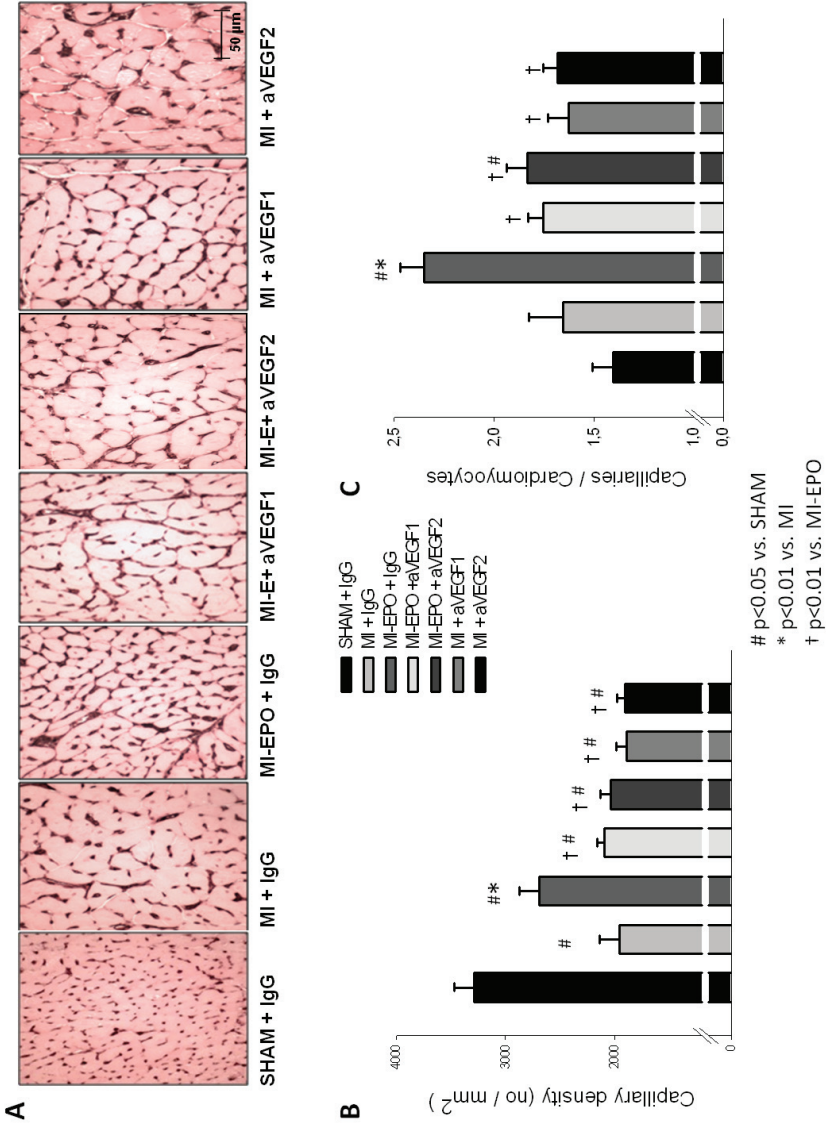 A
SHAM + IgG
MI + IgG
MI-EPO + IgG
MI-E+ aVEGF1
MI-E+ aVEGF2
MI + aVEGF1
MI + aVEGF2
50 µm
B
Capillary density (no / mm²)
4000
3000
2000
0
#
#*
† #
† #
† #
† #
SHAM + IgG
MI + IgG
MI-EPO + IgG
MI-EPO +aVEGF1
MI-EPO + aVEGF2
MI + aVEGF1
MI + aVEGF2
C
Capillaries / Cardiomyocytes
2.5
2.0
1.5
1.0
0.0
#*
†
† #
†
†
# p<0.05 vs. SHAM
* p<0.01 vs. MI
† p<0.01 vs. MI-EPO